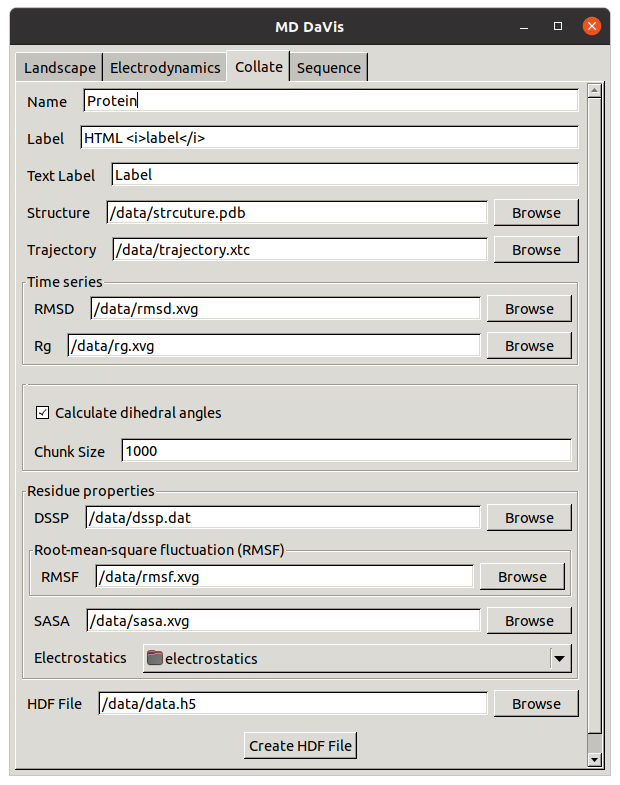 MD DaVis
Landscape Electrodynamics Collate Sequence
Name Protein
Label HTML <i>label</i>
Text Label Label
Structure /data/strcuture.pdb Browse
Trajectory /data/trajectory.xtc Browse
Time series
RMSD /data/rmsd.xvg Browse
Rg /data/rg.xvg Browse
Calculate dihedral angles
Chunk Size 1000
Residue properties
DSSP /data/dssp.dat Browse
Root-mean-square fluctuation (RMSF)
RMSF /data/rmsf.xvg Browse
SASA /data/sasa.xvg Browse
Electrostatics electrostatics
HDF File /data/data.h5 Browse
Create HDF File